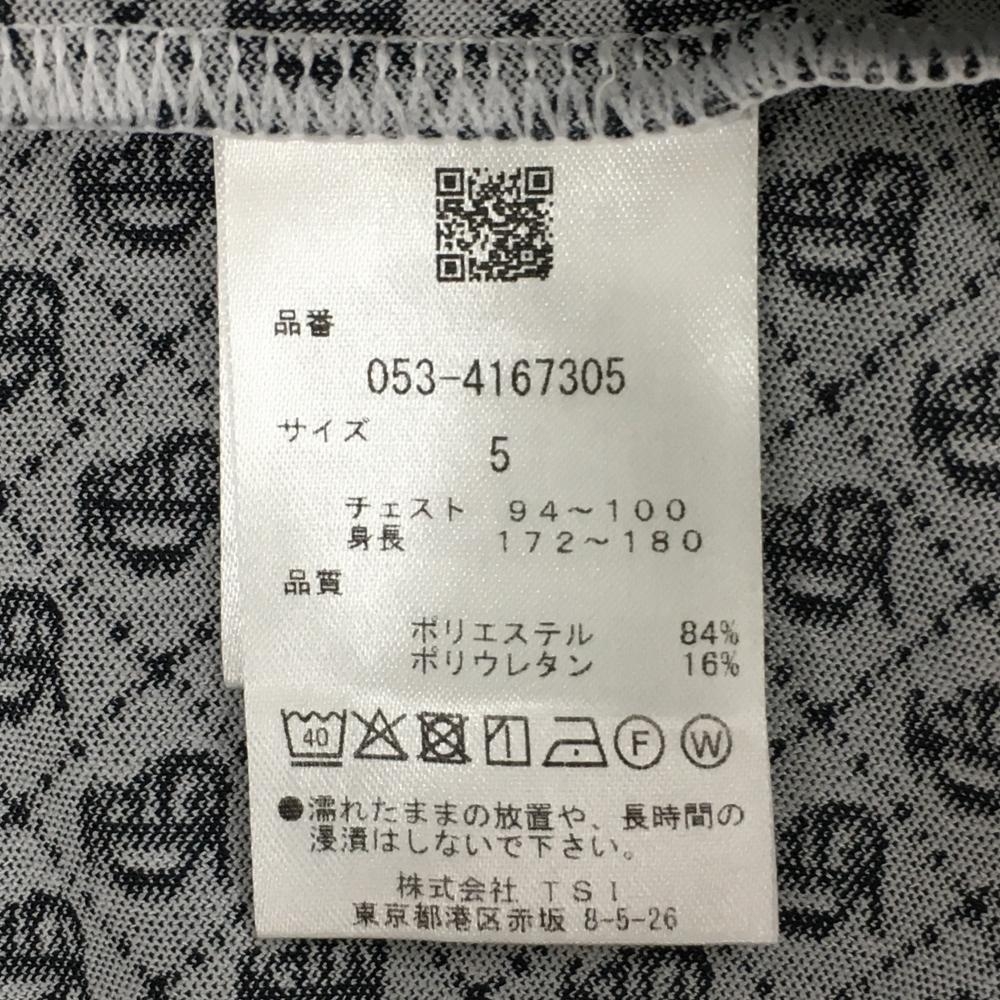 品番
053-4167305
サイズ
5
チェスト 94～100
身長 172～180
品質
ポリエステル 84%
ポリウレタン 16%
40 F W
●濡れたままの放置や、長時間の
浸漬はしないで下さい。
株式会社 TSI
東京都港区赤坂 8-5-26